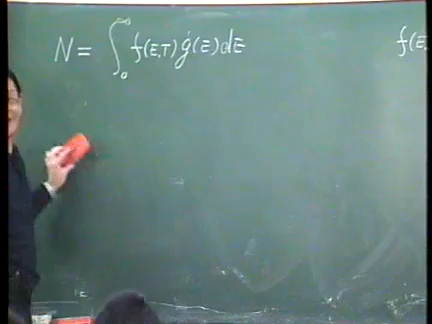 N = ∫₀^∞ f(E,T) g(E) dE
f(E,